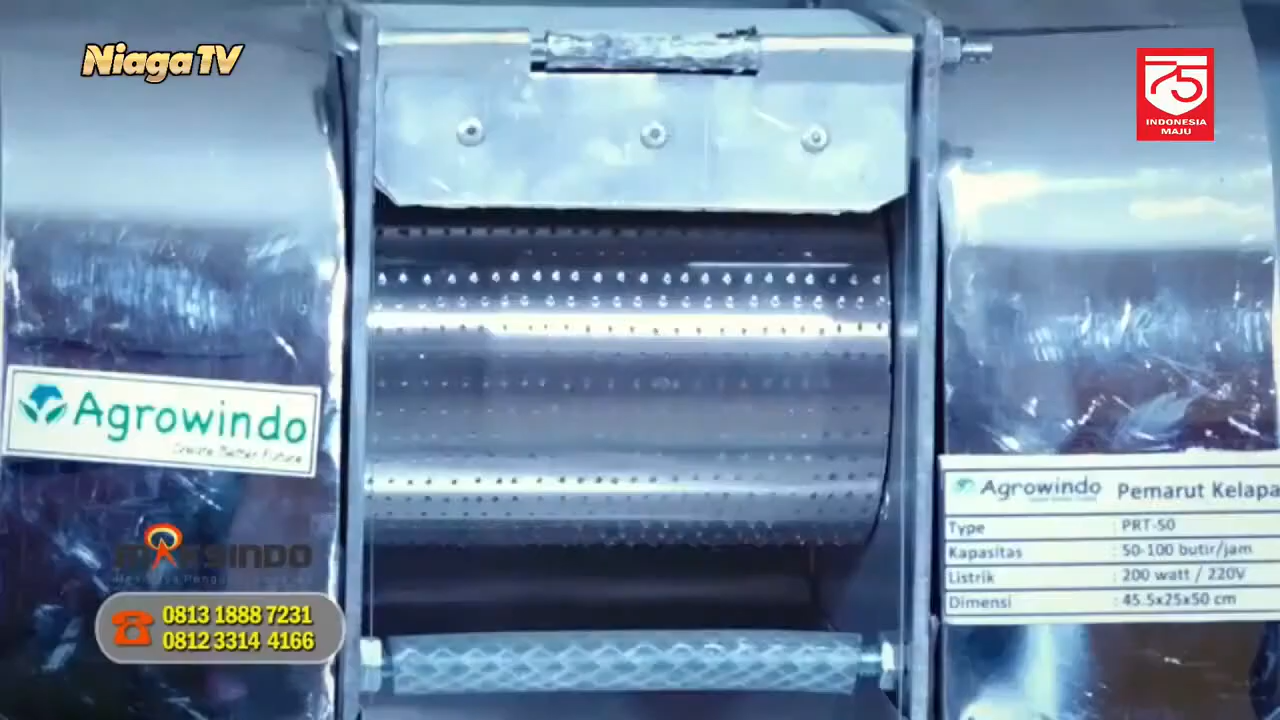 NiagaTV
75
INDONESIA
MAJU
Agrowindo
Create Better Future
Agrowindo Pemarut Kelapa
Type : PRT-50
Kapasitas : 50-100 butir/jam
Listrik : 200 watt / 220V
Dimensi : 45.5x25x50 cm
0813 1888 7231
0812 3314 4166